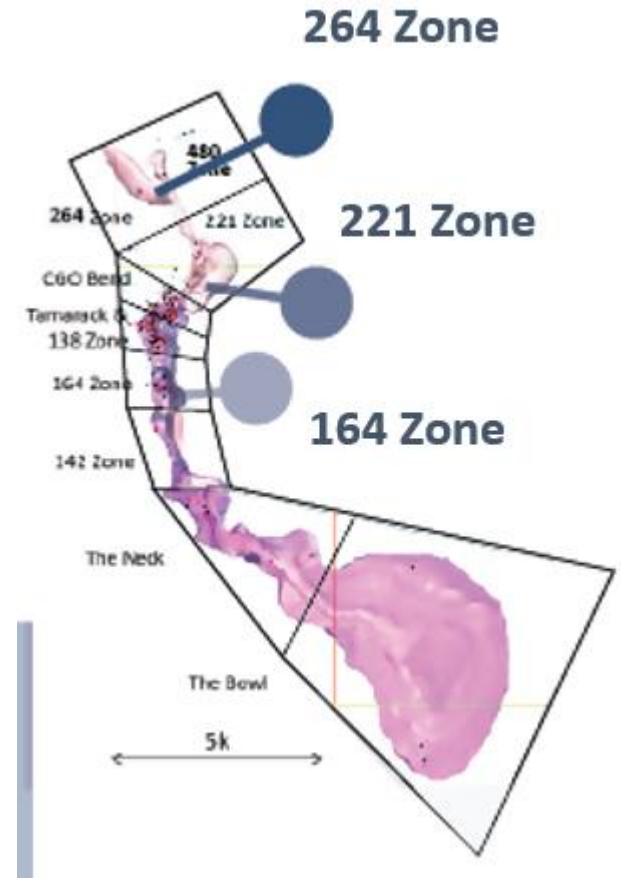 264 Zone
480
Zone
264 Zone
221 Zone
221 Zone
CGO Bend
Tamarack &
138 Zone
164 Zone
164 Zone
142 Zone
The Neck
The Bowl
5k